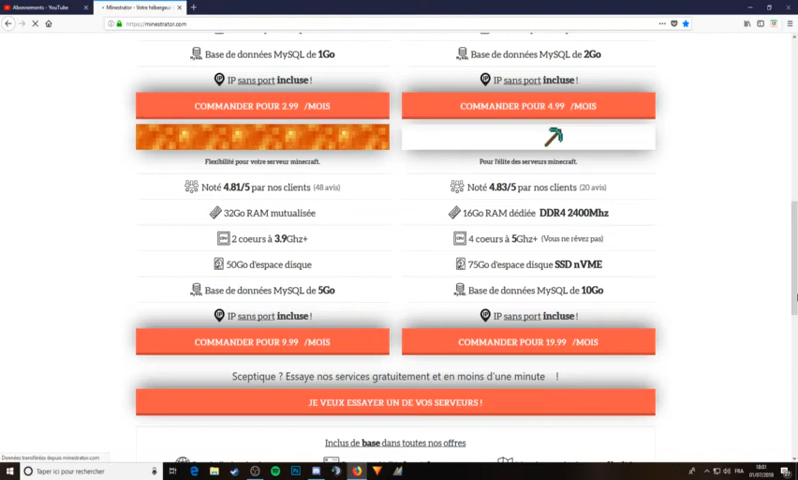 Abonnements - YouTube
Minestrator - Votre hébergeur
https://minestrator.com
Base de données MySQL de 1Go
Base de données MySQL de 2Go
IP sans port incluse !
IP sans port incluse !
COMMANDER POUR 2.99 /MOIS
COMMANDER POUR 4.99 /MOIS
Flexibilité pour votre serveur minecraft.
Pour l'élite des serveurs minecraft.
Noté 4.81/5 par nos clients (48 avis)
Noté 4.83/5 par nos clients (20 avis)
32Go RAM mutualisée
16Go RAM dédiée DDR4 2400Mhz
2 coeurs à 3.9Ghz+
4 coeurs à 5Ghz+ (Vous ne rêvez pas)
50Go d'espace disque
75Go d'espace disque SSD nVME
Base de données MySQL de 5Go
Base de données MySQL de 10Go
IP sans port incluse !
IP sans port incluse !
COMMANDER POUR 9.99 /MOIS
COMMANDER POUR 19.99 /MOIS
Sceptique ? Essaye nos services gratuitement et en moins d'une minute !
JE VEUX ESSAYER UN DE VOS SERVEURS !
Inclus de base dans toutes nos offres
Données transférées depuis minestrator.com
Taper ici pour rechercher
FRA
18:01
01/07/2018